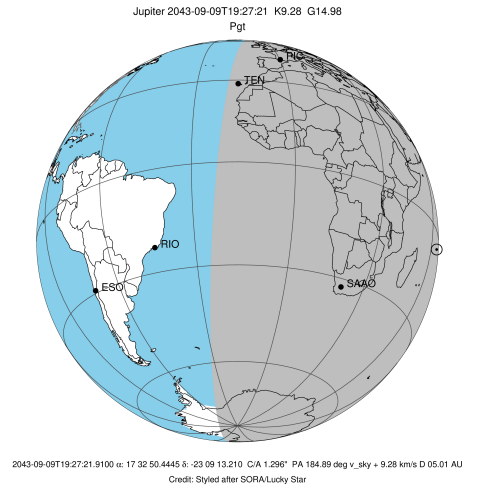 Jupiter 2043-09-09T19:27:21 K9.28 G14.98
Pgt
PIC
TEN
RIO
ESO
SAAO
2043-09-09T19:27:21.9100 α: 17 32 50.4445 δ: -23 09 13.210 C/A 1.296" PA 184.89 deg v_sky + 9.28 km/s D 05.01 AU
Credit: Styled after SORA/Lucky Star